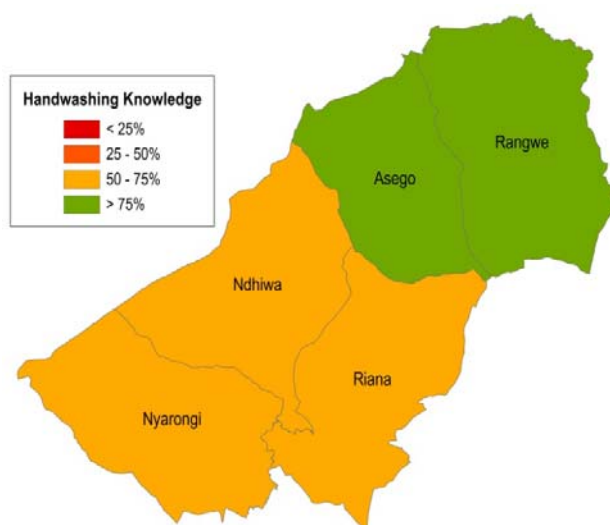 Handwashing Knowledge
< 25%
25 - 50%
50 - 75%
> 75%
Rangwe
Asego
Ndhiwa
Riana
Nyarongi